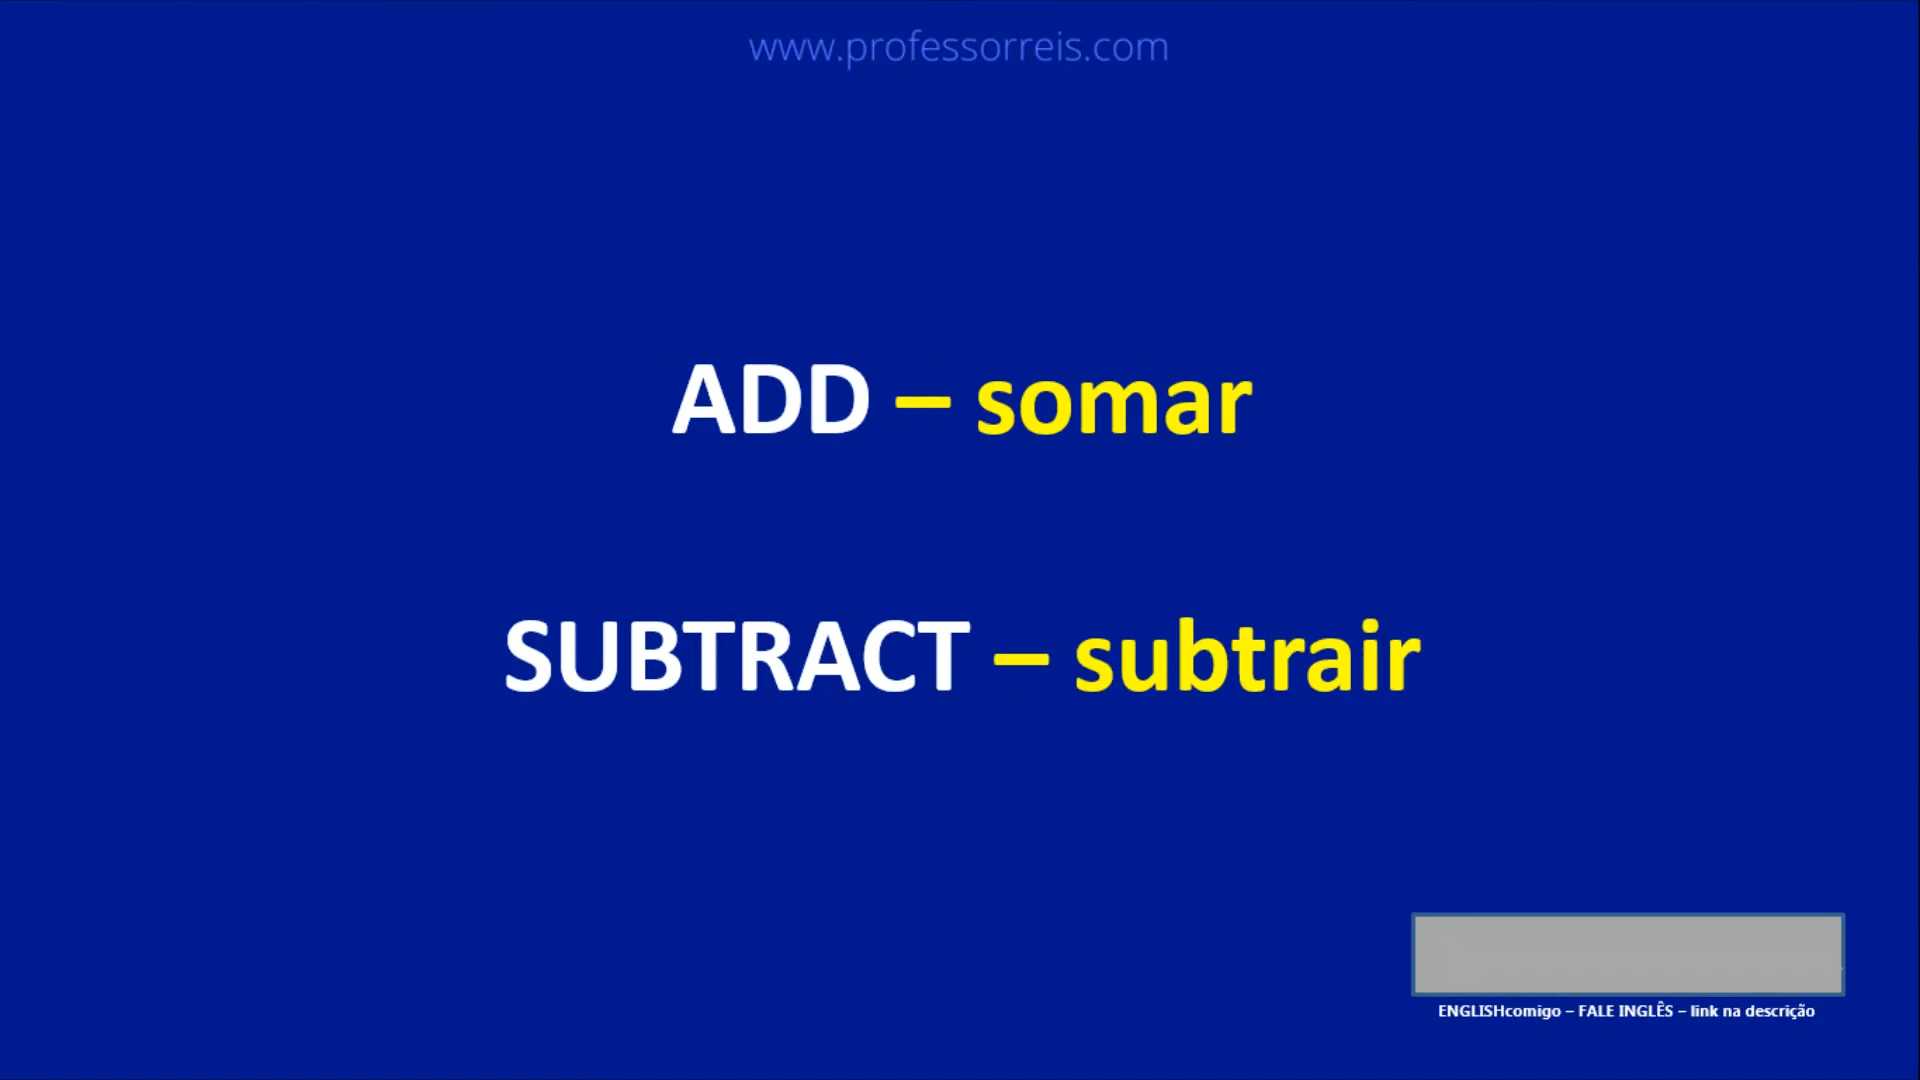 www.professorreis.com
ADD – somar
SUBTRACT – subtrair
ENGLISHcomigo – FALE INGLÊS – link na descrição